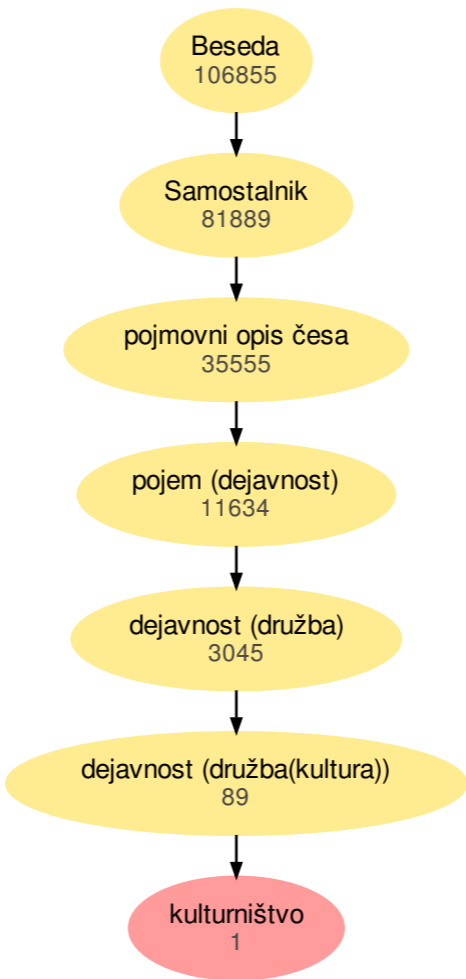 Beseda
106855
Samostalnik
81889
pojmovni opis česa
35555
pojem (dejavnost)
11634
dejavnost (družba)
3045
dejavnost (družba(kultura))
89
kulturništvo
1